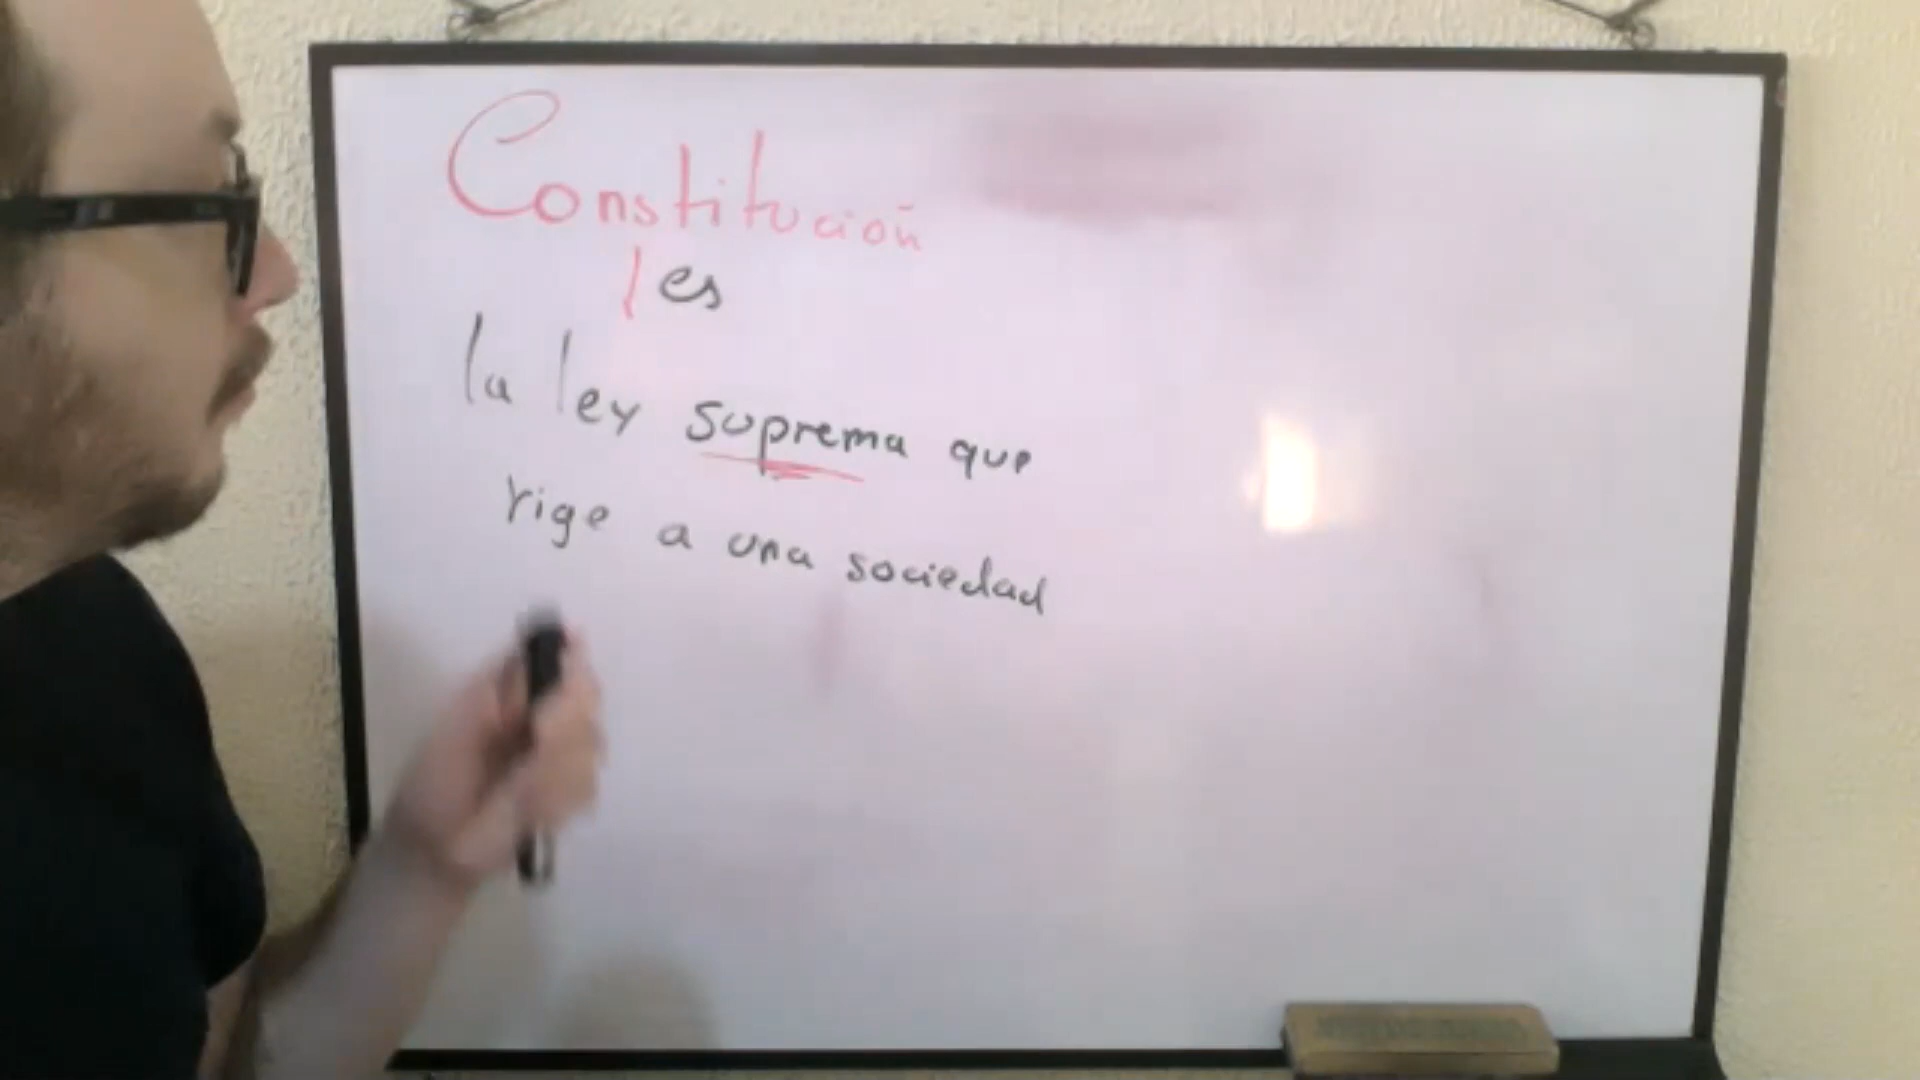 Constitución
es
la ley suprema que
rige a una sociedad